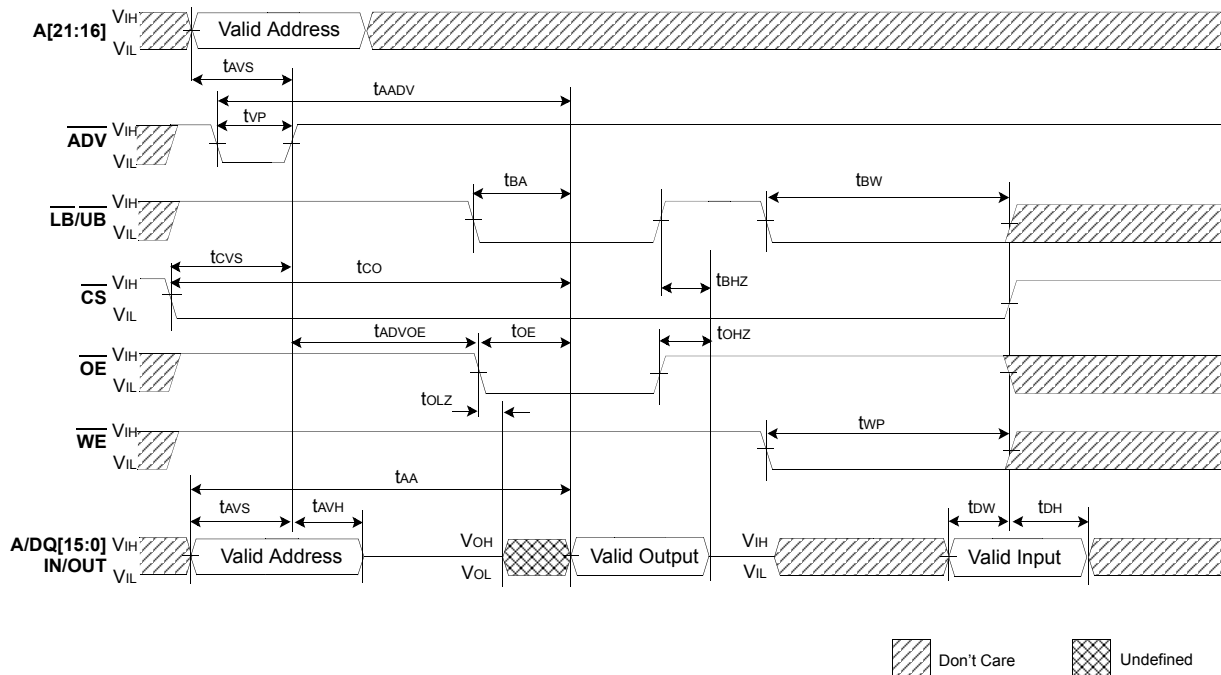 A[21:16] VIH VIL Valid Address
tAVS
tAADV
tVP
ADV VIH VIL
tBA
tBW
LB/UB VIH VIL
tCVS
tCO
tBHZ
CS VIH VIL
tADVOE
tOE
tOHZ
OE VIH VIL
tOLZ
tWP
WE VIH VIL
tAA
tAVS
tAVH
tDW
tDH
A/DQ[15:0] IN/OUT VIH VIL Valid Address VOH VOL Valid Output VIH VIL Valid Input
Don't Care
Undefined